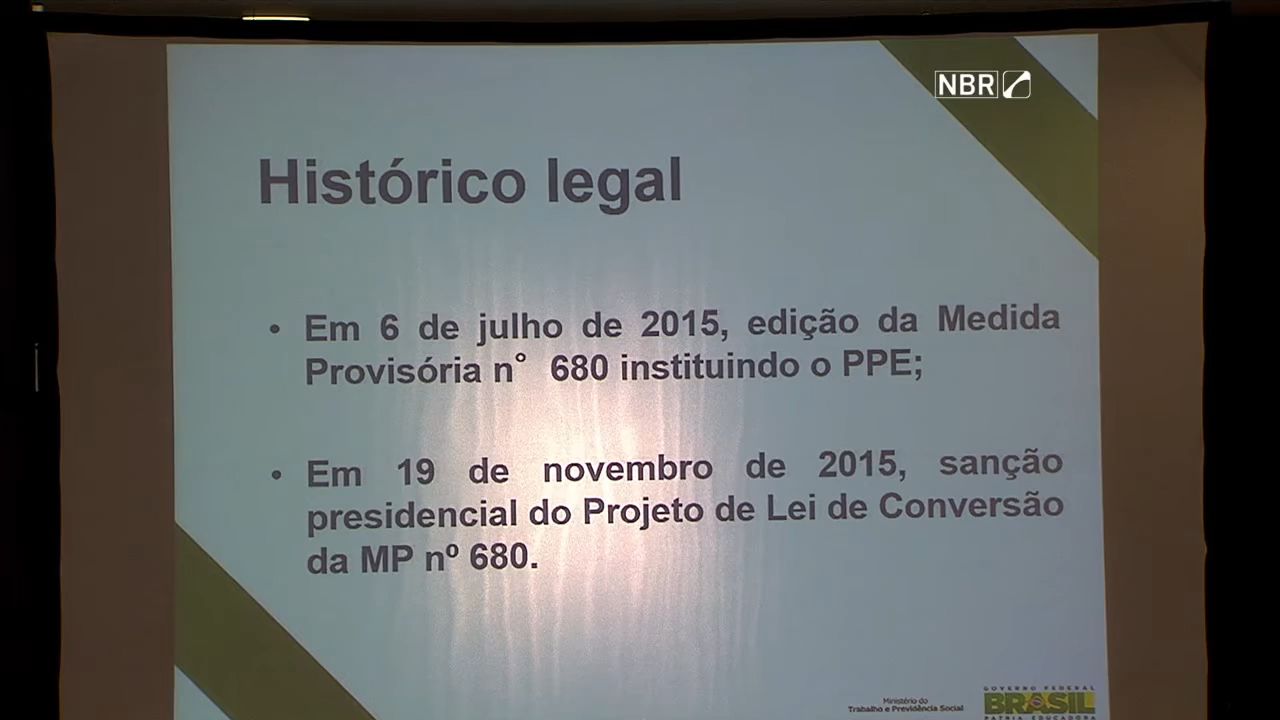 NBR
Histórico legal
• Em 6 de julho de 2015, edição da Medida
Provisória n° 680 instituindo o PPE;
• Em 19 de novembro de 2015, sanção
presidencial do Projeto de Lei de Conversão
da MP nº 680.
Ministério do
Trabalho e Previdência Social
GOVERNO FEDERAL
BRASIL
PÁTRIA EDUCADORA